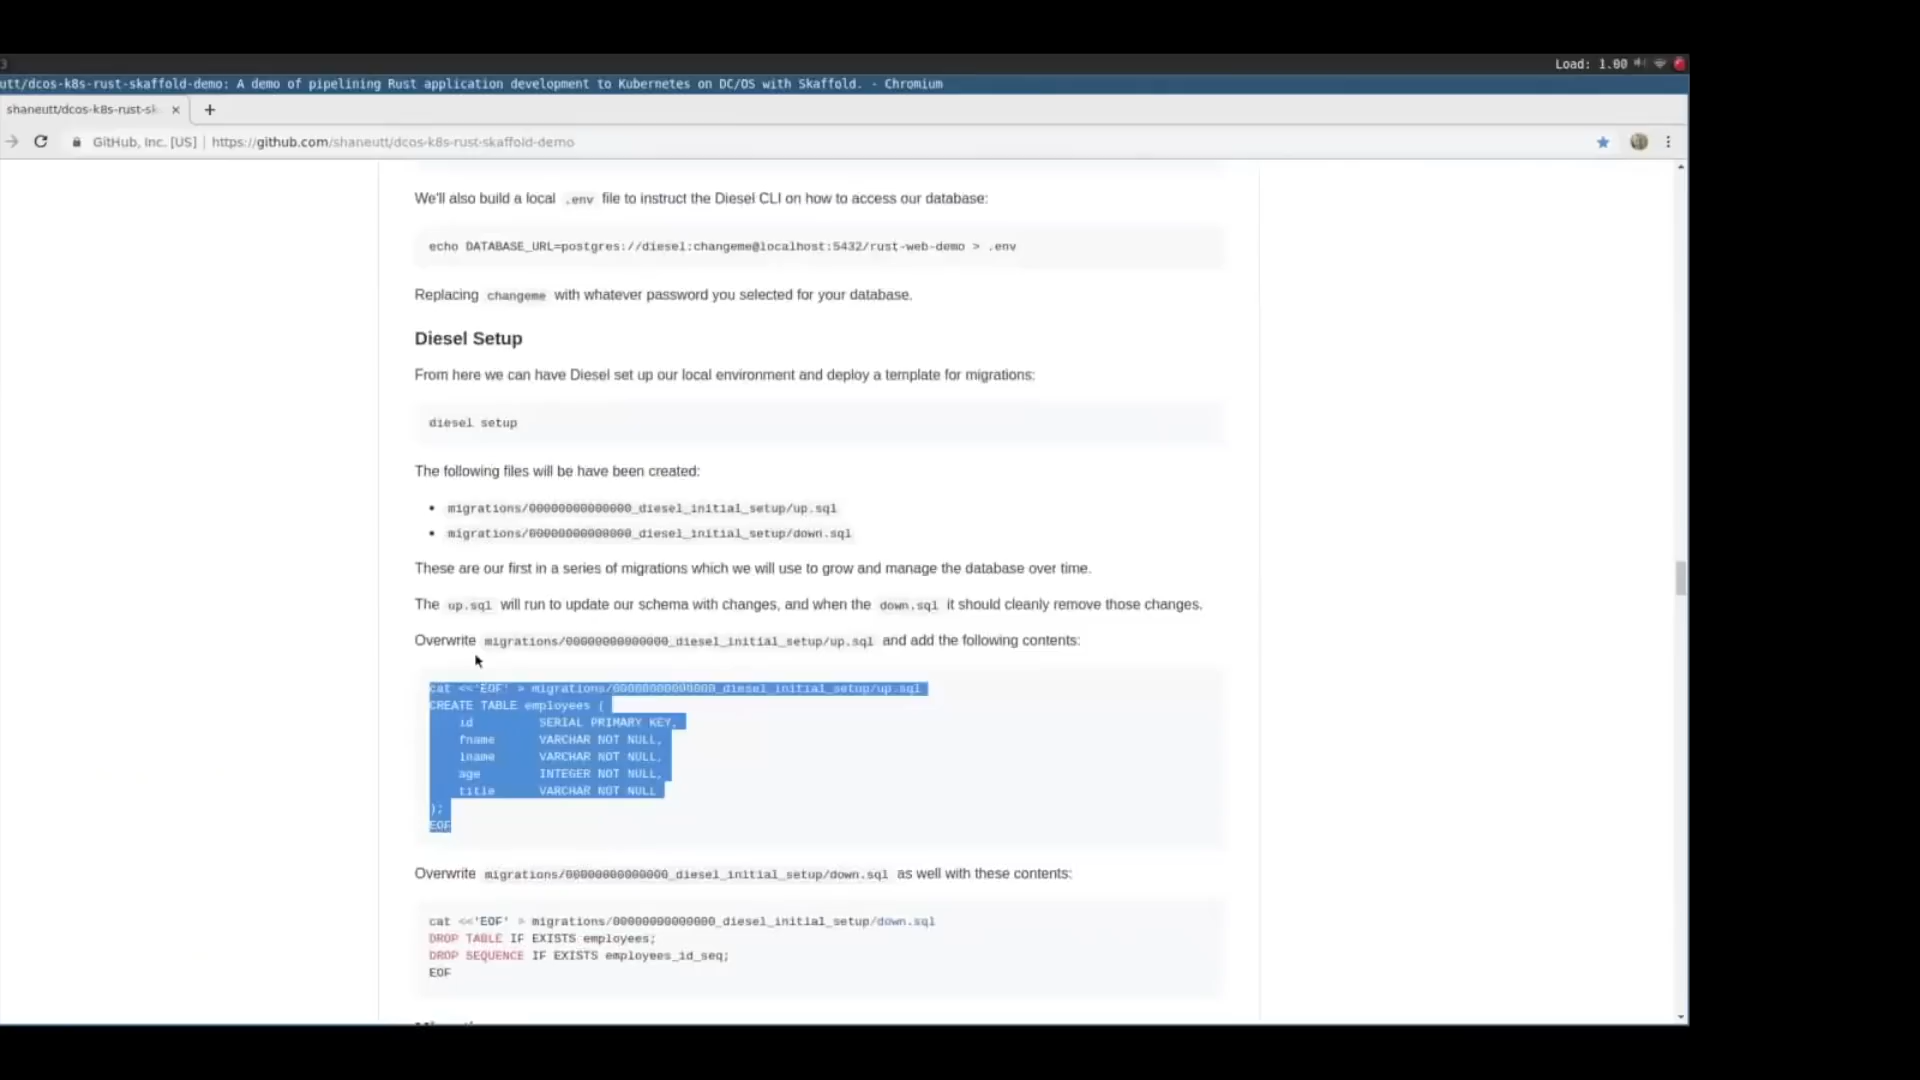 3
Load: 1.00
utt/dcos-k8s-rust-skaffold-demo: A demo of pipelining Rust application development to Kubernetes on DC/OS with Skaffold. - Chromium
shaneutt/dcos-k8s-rust-sk
GitHub, Inc. [US] | https://github.com/shaneutt/dcos-k8s-rust-skaffold-demo
We'll also build a local .env file to instruct the Diesel CLI on how to access our database:
echo DATABASE_URL=postgres://diesel:changeme@localhost:5432/rust-web-demo > .env
Replacing changeme with whatever password you selected for your database.
Diesel Setup
From here we can have Diesel set up our local environment and deploy a template for migrations:
diesel setup
The following files will be have been created:
• migrations/00000000000000_diesel_initial_setup/up.sql
• migrations/00000000000000_diesel_initial_setup/down.sql
These are our first in a series of migrations which we will use to grow and manage the database over time.
The up.sql will run to update our schema with changes, and when the down.sql it should cleanly remove those changes.
Overwrite migrations/00000000000000_diesel_initial_setup/up.sql and add the following contents:
cat <<'EOF' > migrations/00000000000000_diesel_initial_setup/up.sql
CREATE TABLE employees (
id SERIAL PRIMARY KEY,
fname VARCHAR NOT NULL,
lname VARCHAR NOT NULL,
age INTEGER NOT NULL,
title VARCHAR NOT NULL
);
EOF
Overwrite migrations/00000000000000_diesel_initial_setup/down.sql as well with these contents:
cat <<'EOF' > migrations/00000000000000_diesel_initial_setup/down.sql
DROP TABLE IF EXISTS employees;
DROP SEQUENCE IF EXISTS employees_id_seq;
EOF